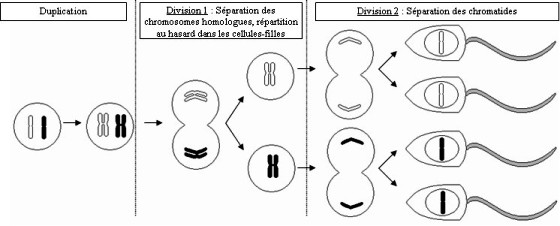 Duplication
Division 1 : Séparation des
chromosomes homologues, répartition
au hasard dans les cellules-filles
Division 2 : Séparation des chromatides